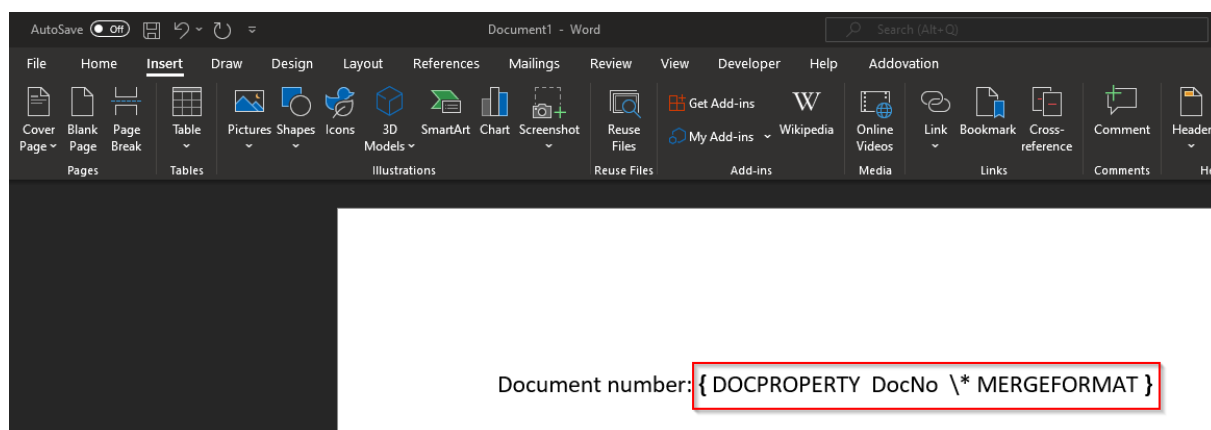 AutoSave Off Document1 - Word Search (Alt+Q)
File Home Insert Draw Design Layout References Mailings Review View Developer Help Addovation
Get Add-ins
My Add-ins
Cover Blank Page Table Pictures Shapes Icons 3D SmartArt Chart Screenshot Reuse Wikipedia Online Link Bookmark Cross- Comment Header
Page Page Break Models Files Videos reference
Pages Tables Illustrations Reuse Files Add-ins Media Links Comments
Document number: { DOCPROPERTY DocNo \* MERGEFORMAT }